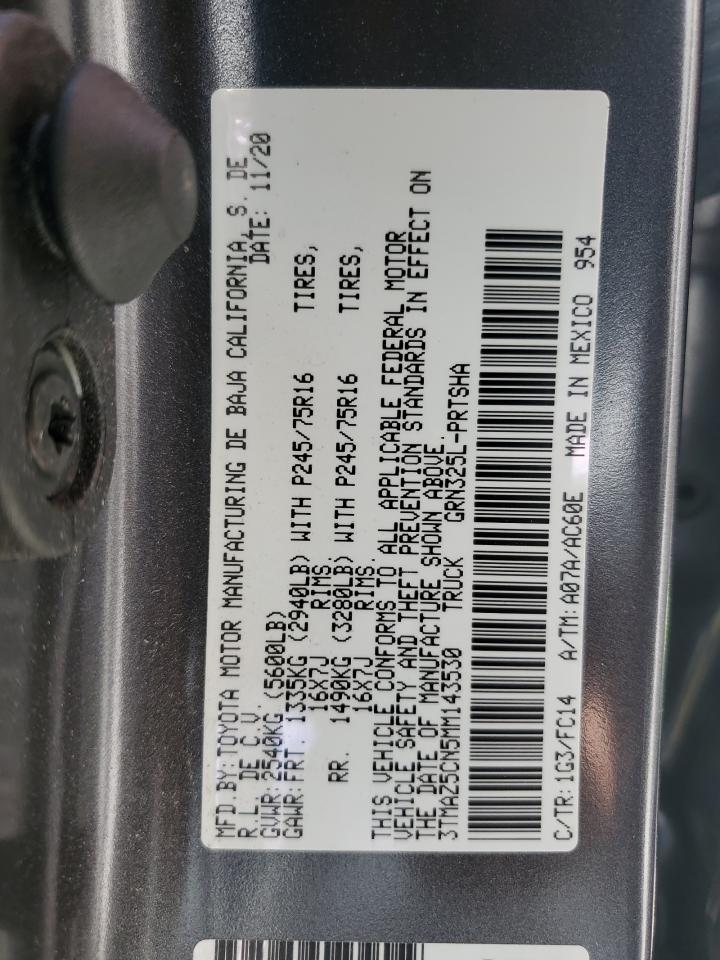 MFD.BY:TOYOTA MOTOR MANUFACTURING DE BAJA CALIFORNIA, S. DE
R.L. DE C.V. DATE: 11/20
GVWR:2540KG (5600LB)
GAWR:FRT. 1335KG (2940LB) WITH P245/75R16 TIRES,
16X7J RIMS.
RR. 1490KG (3280LB) WITH P245/75R16 TIRES,
16X7J RIMS.
THIS VEHICLE CONFORMS TO ALL APPLICABLE FEDERAL MOTOR
VEHICLE SAFETY AND THEFT PREVENTION STANDARDS IN EFFECT ON
THE DATE OF MANUFACTURE SHOWN ABOVE.
3TMAZ5CN5MM143530 TRUCK GRN325L-PRTSHA
C/TR:1G3/FC14 A/TM:A07A/AC60E MADE IN MEXICO 954